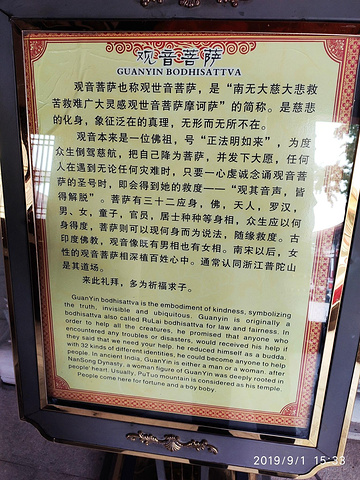 观音菩萨
GUANYIN BODHISATTVA
观音菩萨也称观世音菩萨，是“南无大慈大悲救
苦救难广大灵感观世音菩萨摩诃萨”的简称。是慈悲
的化身，象征泛在的真理，无形而无所不在。
观音本来是一位佛祖，号“正法明如来”，为度
众生倒驾慈航，把自己降为菩萨，并发下大愿，任何
人在遇到无论任何灾难时，只要一心虔诚念诵观音菩
萨的圣号时，即会得到她的救度——“观其音声，皆
得解脱”。菩萨有三十二应身，佛，天人，罗汉，
男、女，童子，官员，居士种种等身相，众生应以何
身得度，菩萨则可以现何身而为说法，随缘救度。古
印度佛教，观音像既有男相也有女相。南宋以后，女
性的观音菩萨相深植百姓心中。通常认同浙江普陀山
是其道场。
来此礼拜，多为祈福求子。
GuanYin bodhisattva is the embodiment of kindness, symbolizing
the truth, invisible and ubiquitous. Guanyin is originally a
bodhisattva also called RuLai bodhisattva for law and fairness. In
order to help all the creatures, he promised that anyone who
encountered any troubles or disasters, would received his help if
they said that we need your help. he reduced himself as a budda.
with 32 kinds of different identities, he could become anyone to help
people. In ancient India, GuanYin is either a man or a woman. after
NanSong Dynasty, a woman figure of GuanYin was deeply rooted in
people' heart. Usually, PuTuo mountain is considered as his temple.
People come here for fortune and a boy boby.
2019/9/1 15:38